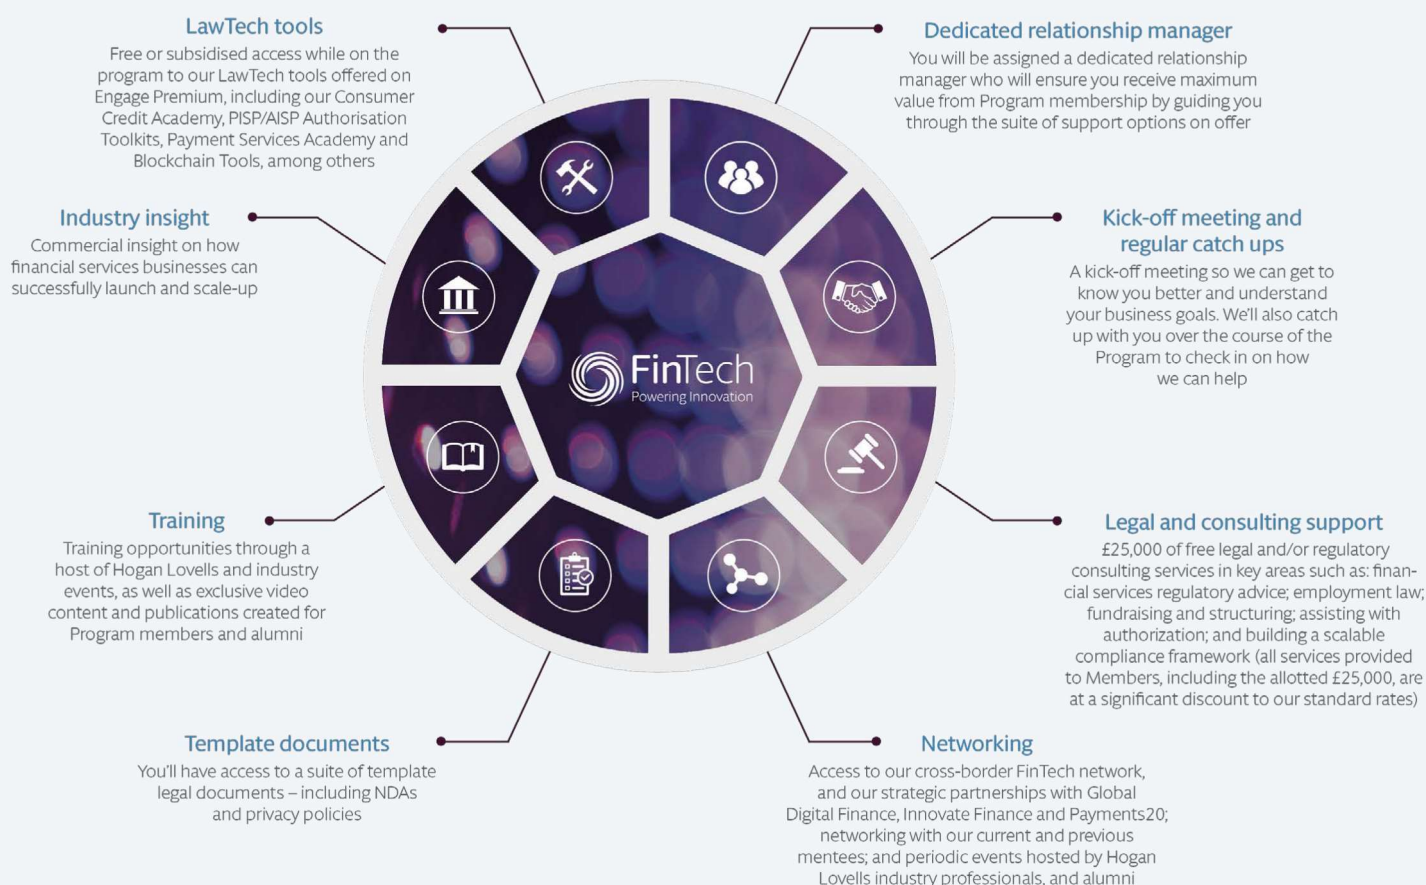 LawTech tools
Free or subsidised access while on the
program to our LawTech tools offered on
Engage Premium, including our Consumer
Credit Academy, PISP/AISP Authorisation
Toolkits, Payment Services Academy and
Blockchain Tools, among others
Dedicated relationship manager
You will be assigned a dedicated relationship
manager who will ensure you receive maximum
value from Program membership by guiding you
through the suite of support options on offer
Industry insight
Commercial insight on how
financial services businesses can
successfully launch and scale-up
Kick-off meeting and
regular catch ups
A kick-off meeting so we can get to
know you better and understand
your business goals. We'll also catch
up with you over the course of the
Program to check in on how
we can help
FinTech
Powering Innovation
Training
Training opportunities through a
host of Hogan Lovells and industry
events, as well as exclusive video
content and publications created for
Program members and alumni
Legal and consulting support
£25,000 of free legal and/or regulatory
consulting services in key areas such as: finan-
cial services regulatory advice; employment law;
fundraising and structuring; assisting with
authorization; and building a scalable
compliance framework (all services provided
to Members, including the allotted £25,000, are
at a significant discount to our standard rates)
Template documents
You'll have access to a suite of template
legal documents – including NDAs
and privacy policies
Networking
Access to our cross-border FinTech network,
and our strategic partnerships with Global
Digital Finance, Innovate Finance and Payments20;
networking with our current and previous
mentees; and periodic events hosted by Hogan
Lovells industry professionals, and alumni